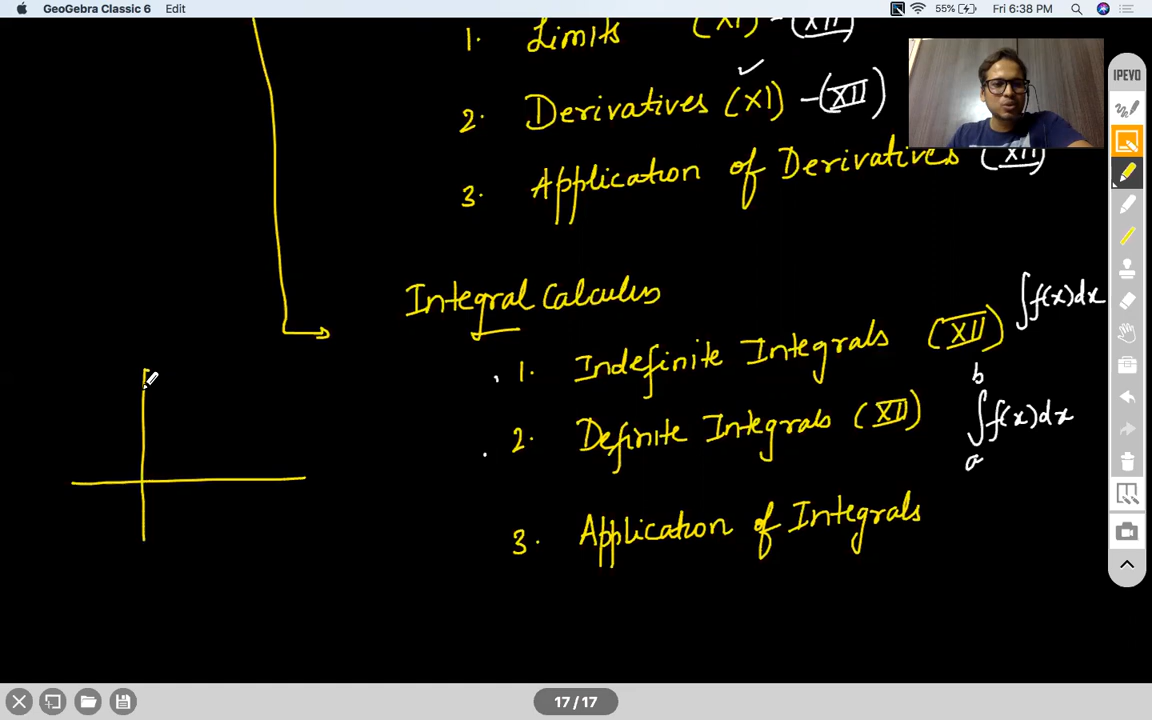 GeoGebra Classic 6 Edit 55% Fri 6:38 PM
1. Limits (XI) - (XII)
IPEVO
2. Derivatives (XI) - (XII)
3. Application of Derivatives (XII)
Integral Calculus
∫f(x)dx
1. Indefinite Integrals (XII)
b
2. Definite Integrals (XII) ∫f(x)dx
a
3. Application of Integrals
17 / 17